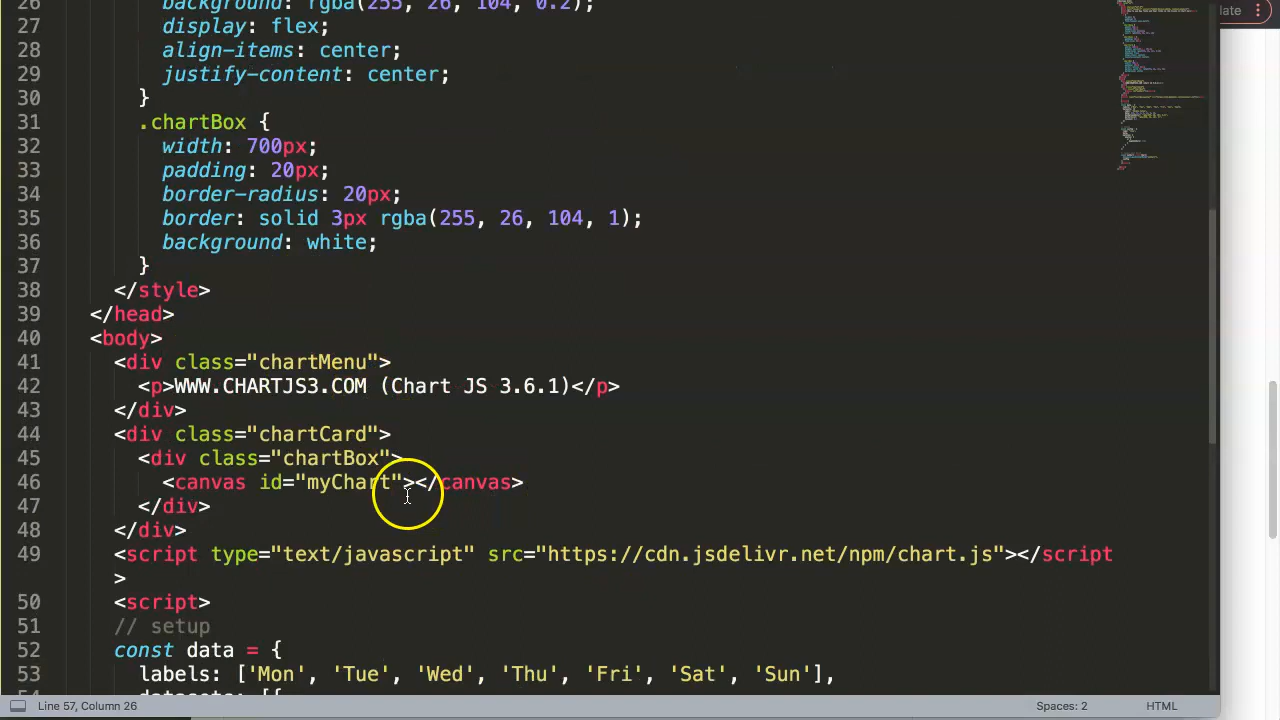 26 background: rgba(255, 26, 104, 0.2);
late
27 display: flex;
28 align-items: center;
29 justify-content: center;
30 }
31 .chartBox {
32 width: 700px;
33 padding: 20px;
34 border-radius: 20px;
35 border: solid 3px rgba(255, 26, 104, 1);
36 background: white;
37 }
38 </style>
39 </head>
40 <body>
41 <div class="chartMenu">
42 <p>WWW.CHARTJS3.COM (Chart JS 3.6.1)</p>
43 </div>
44 <div class="chartCard">
45 <div class="chartBox">
46 <canvas id="myChart"></canvas>
47 </div>
48 </div>
49 <script type="text/javascript" src="https://cdn.jsdelivr.net/npm/chart.js"></script
>
50 <script>
51 // setup
52 const data = {
53 labels: ['Mon', 'Tue', 'Wed', 'Thu', 'Fri', 'Sat', 'Sun'],
54 datasets: [{
Line 57, Column 26
Spaces: 2
HTML